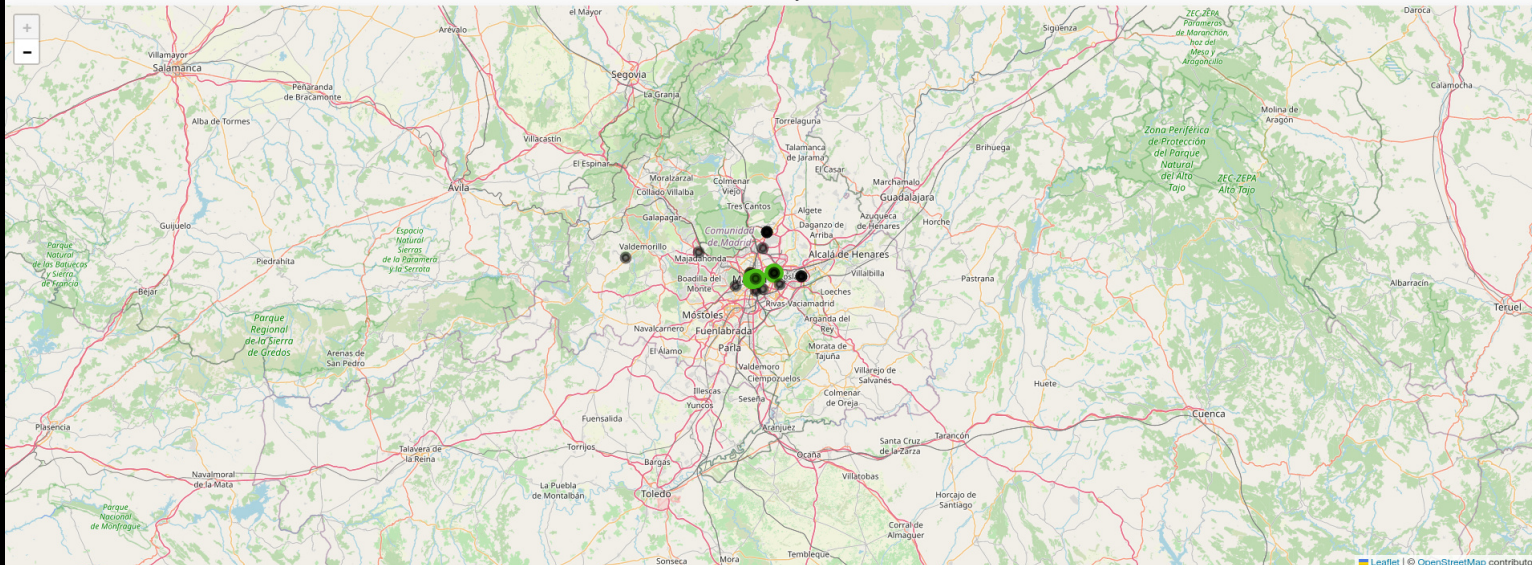 +
−
el Mayor
Arévalo
Sigüenza
ZEC-ZEPA
Parameras
de Maranchón,
hoz del
Mesa y
Aragoncillo
Daroca
Villamayor
Salamanca
Segovia
La Granja
Peñaranda
de Bracamonte
Calamocha
Alba de Tormes
Villacastín
Torrelaguna
Molina de
Aragón
Zona Periférica
de Protección
del Parque
Natural
del Alto
Tajo
Talamanca
de Jarama
Brihuega
El Espinar
El Casar
Ávila
Moralzarzal
Collado Villalba
Colmenar
Viejo
Marchamalo
Guadalajara
ZEC-ZEPA
Alto Tajo
Tres Cantos
Galapagar
Algete
Azuqueca
de Henares
Horche
Guijuelo
Espacio
Natural
Sierras
de la Paramera
y la Serrota
Comunidad
de Madrid
Daganzo de
Arriba
Parque
Natural
de las Batuecas
y Sierra
de Francia
Piedrahita
Valdemorillo
Majadahonda
Alcalá de Henares
Boadilla del
Monte
Villalbilla
Pastrana
Albarracín
Béjar
Loeches
Rivas-Vaciamadrid
Teruel
Parque
Regional
de la Sierra
de Gredos
Móstoles
Navalcarnero
Fuenlabrada
Arganda del
Rey
Arenas de
San Pedro
El Álamo
Parla
Morata de
Tajuña
Valdemoro
Ciempozuelos
Villarejo de
Salvanés
Huete
Illescas
Yuncos
Seseña
Colmenar
de Oreja
Cuenca
Fuensalida
Plasencia
Aranjuez
Tarancón
Talavera de
la Reina
Torrijos
Santa Cruz
de la Zarza
Ocaña
Bargas
Navalmoral
de la Mata
Villatobas
La Puebla
de Montalbán
Toledo
Horcajo de
Santiago
Parque
Nacional
de Monfragüe
Corral de
Almaguer
Tembleque
Sonseca
Mora
Leaflet | © OpenStreetMap contributo